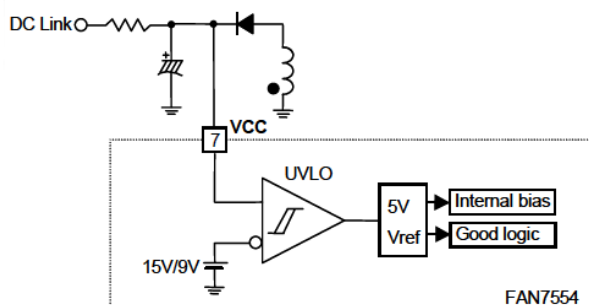 DC Link
+
VCC
7
UVLO
5V
Vref
Internal bias
Good logic
15V/9V
FAN7554